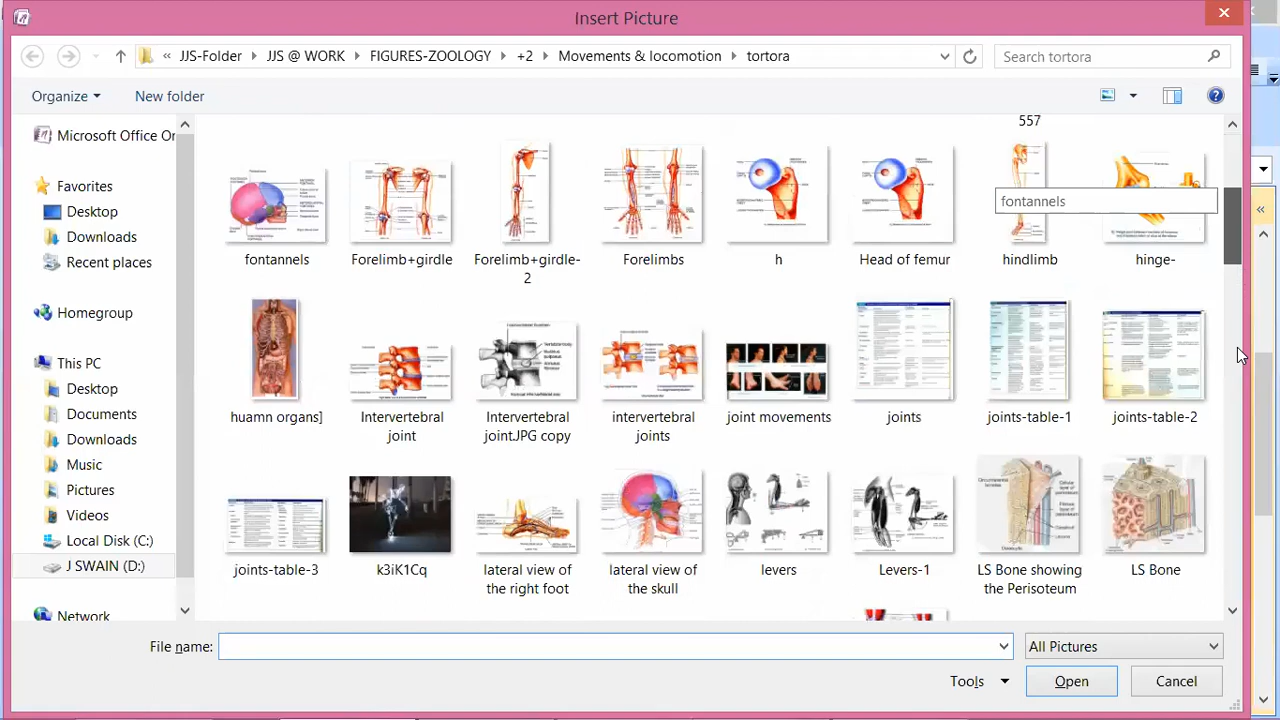 Insert Picture
« JJS-Folder JJS @ WORK FIGURES-ZOOLOGY +2 Movements & locomotion tortora
Search tortora
Organize New folder
Microsoft Office Or
Favorites
Desktop
Downloads
Recent places
Homegroup
This PC
Desktop
Documents
Downloads
Music
Pictures
Videos
Local Disk (C:)
J SWAIN (D:)
Network
557
fontannels
fontannels
Forelimb+girdle
Forelimb+girdle-
2
Forelimbs
h
Head of femur
hindlimb
hinge-
huamn organs]
Intervertebral
joint
Intervertebral
joint.JPG copy
intervertebral
joints
joint movements
joints
joints-table-1
joints-table-2
joints-table-3
k3iK1Cq
lateral view of
the right foot
lateral view of
the skull
levers
Levers-1
LS Bone showing
the Perisoteum
LS Bone
File name:
All Pictures
Tools
Open
Cancel